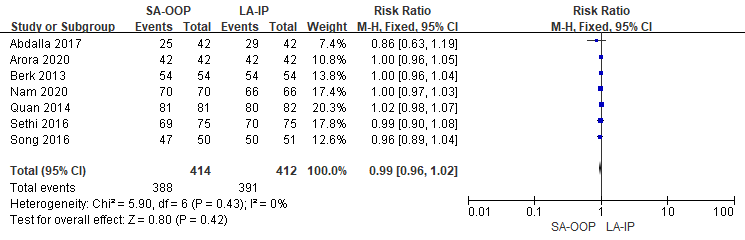 SA-OOP LA-IP Risk Ratio Risk Ratio
Study or Subgroup Events Total Events Total Weight M-H, Fixed, 95% CI M-H, Fixed, 95% CI
Abdalla 2017 25 42 29 42 7.4% 0.86 [0.63, 1.19]
Arora 2020 42 42 42 42 10.8% 1.00 [0.96, 1.05]
Berk 2013 54 54 54 54 13.8% 1.00 [0.96, 1.04]
Nam 2020 70 70 66 66 17.3% 1.00 [0.97, 1.03]
Quan 2014 81 81 80 82 20.3% 1.02 [0.98, 1.07]
Sethi 2016 69 75 70 75 17.8% 0.99 [0.90, 1.08]
Song 2016 47 50 50 51 12.6% 0.96 [0.89, 1.04]
Total (95% CI) 414 412 100.0% 0.99 [0.96, 1.02]
Total events 388 391
Heterogeneity: Chi² = 5.90, df = 6 (P = 0.43); I² = 0%
Test for overall effect: Z = 0.80 (P = 0.42)
0.01 0.1 1 10 100
SA-OOP LA-IP